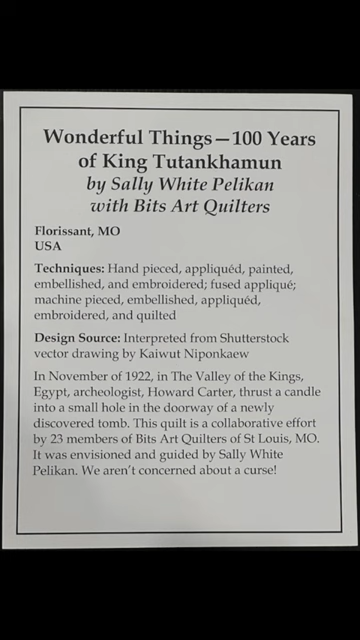 Wonderful Things—100 Years
of King Tutankhamun
by Sally White Pelikan
with Bits Art Quilters
Florissant, MO
USA
Techniques: Hand pieced, appliquéd, painted,
embellished, and embroidered; fused appliqué;
machine pieced, embellished, appliquéd,
embroidered, and quilted
Design Source: Interpreted from Shutterstock
vector drawing by Kaiwut Niponkaew
In November of 1922, in The Valley of the Kings,
Egypt, archeologist, Howard Carter, thrust a candle
into a small hole in the doorway of a newly
discovered tomb. This quilt is a collaborative effort
by 23 members of Bits Art Quilters of St Louis, MO.
It was envisioned and guided by Sally White
Pelikan. We aren't concerned about a curse!